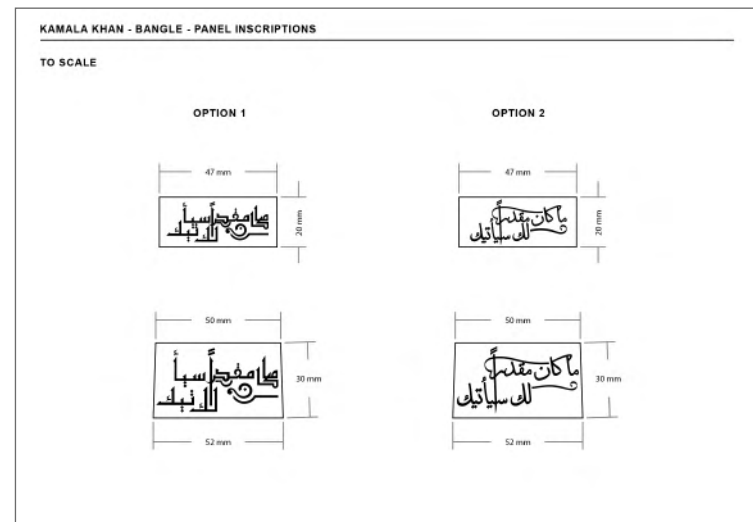 KAMALA KHAN - BANGLE - PANEL INSCRIPTIONS
TO SCALE
OPTION 1
OPTION 2
47 mm
47 mm
20 mm
20 mm
ما كان مقدراً
لك سيأتيك
50 mm
50 mm
30 mm
30 mm
ما كان مقدراً
لك سيأتيك
52 mm
52 mm